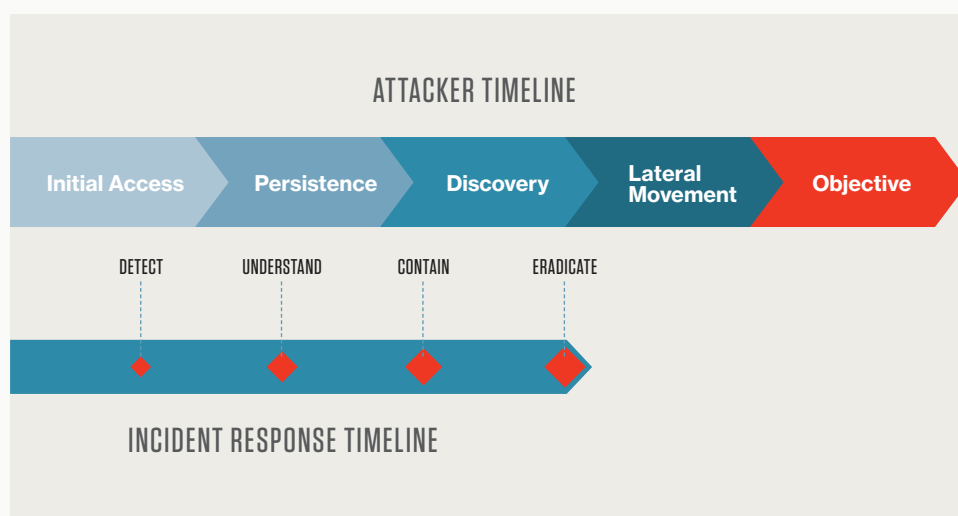 ATTACKER TIMELINE
Initial Access
Persistence
Discovery
Lateral
Movement
Objective
DETECT
UNDERSTAND
CONTAIN
ERADICATE
INCIDENT RESPONSE TIMELINE